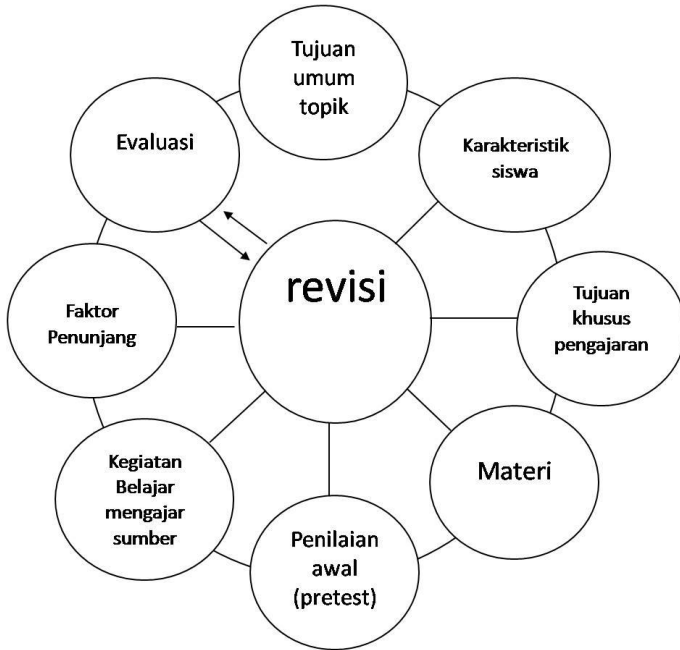 Tujuan
umum
topik
Evaluasi
Karakteristik
siswa
revisi
Faktor
Penunjang
Tujuan
khusus
pengajaran
Kegiatan
Belajar
mengajar
sumber
Materi
Penilaian
awal
(pretest)